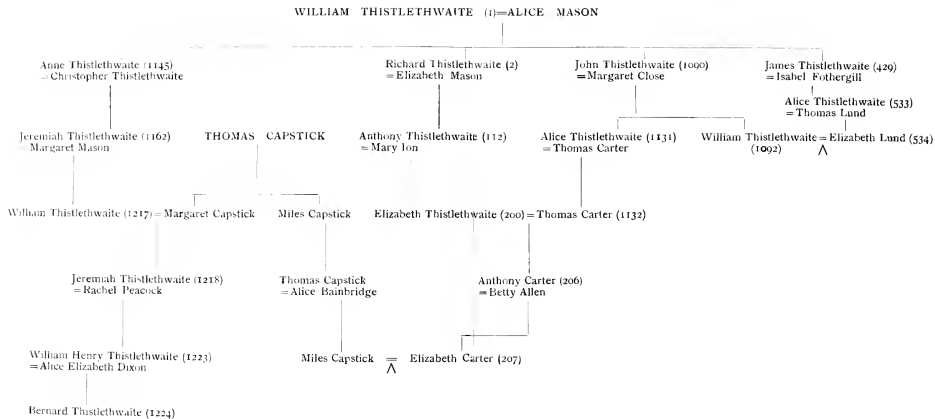 WILLIAM THISTLETHWAITE (1)=ALICE MASON
Anne Thistlethwaite (1145)
=Christopher Thistlethwaite
Richard Thistlethwaite (2)
=Elizabeth Mason
John Thistlethwaite (1090)
=Margaret Close
James Thistlethwaite (429)
=Isabel Fothergill
Alice Thistlethwaite (533)
=Thomas Lund
Jeremiah Thistlethwaite (1162)
=Margaret Mason
THOMAS CAPSTICK
Anthony Thistlethwaite (112)
=Mary Ion
Alice Thistlethwaite (1131)
=Thomas Carter
William Thistlethwaite = Elizabeth Lund (534)
(1092)
William Thistlethwaite (1217)=Margaret Capstick
Miles Capstick
Elizabeth Thistlethwaite (200)=Thomas Carter (1132)
Jeremiah Thistlethwaite (1218)
=Rachel Peacock
Thomas Capstick
=Alice Bainbridge
Anthony Carter (206)
=Betty Allen
William Henry Thistlethwaite (1223)
=Alice Elizabeth Dixon
Miles Capstick = Elizabeth Carter (207)
Bernard Thistlethwaite (1224)